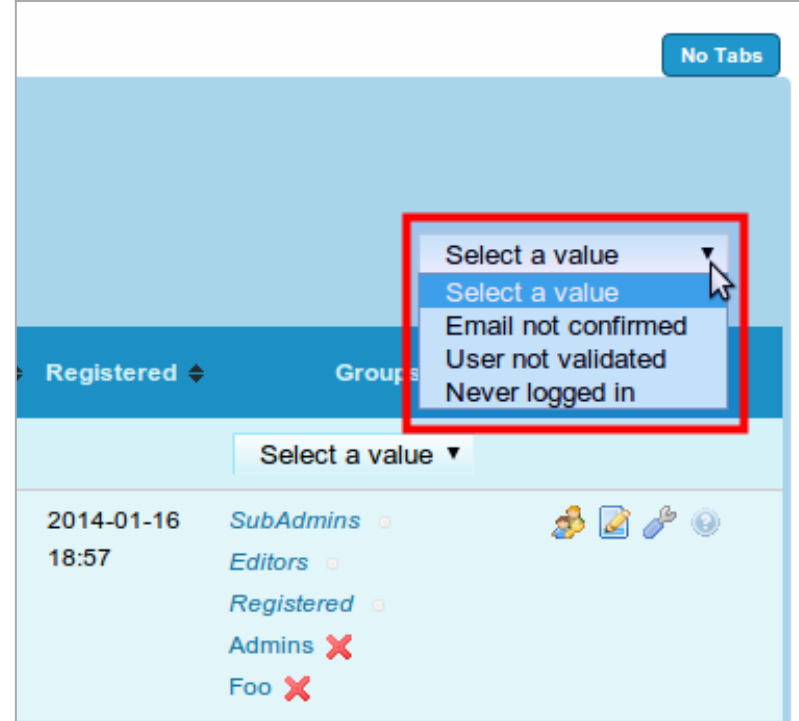 No Tabs
Select a value
Select a value
Email not confirmed
User not validated
Never logged in
Registered Groups
Select a value
2014-01-16
18:57
SubAdmins
Editors
Registered
Admins
Foo